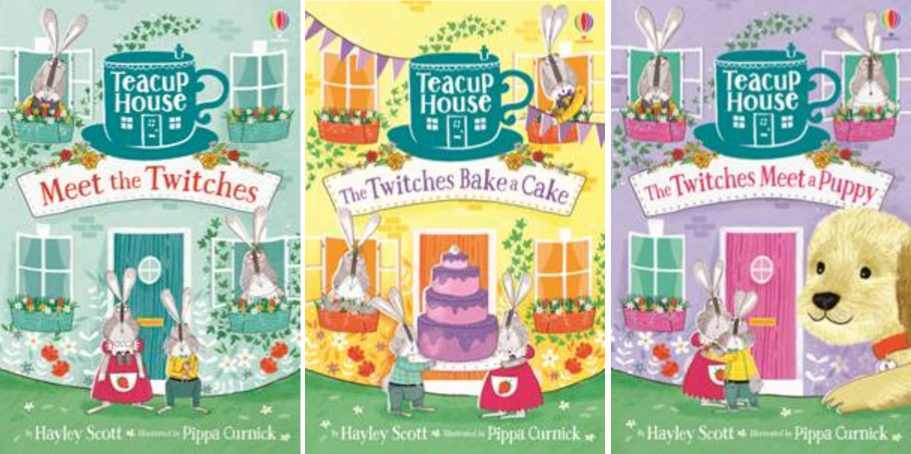 TEACUP
HOUSE
Meet the Twitches
By Hayley Scott Illustrated by Pippa Curnick
TEACUP
HOUSE
The Twitches Bake a Cake
By Hayley Scott Illustrated by Pippa Curnick
TEACUP
HOUSE
The Twitches Meet a Puppy
By Hayley Scott Illustrated by Pippa Curnick